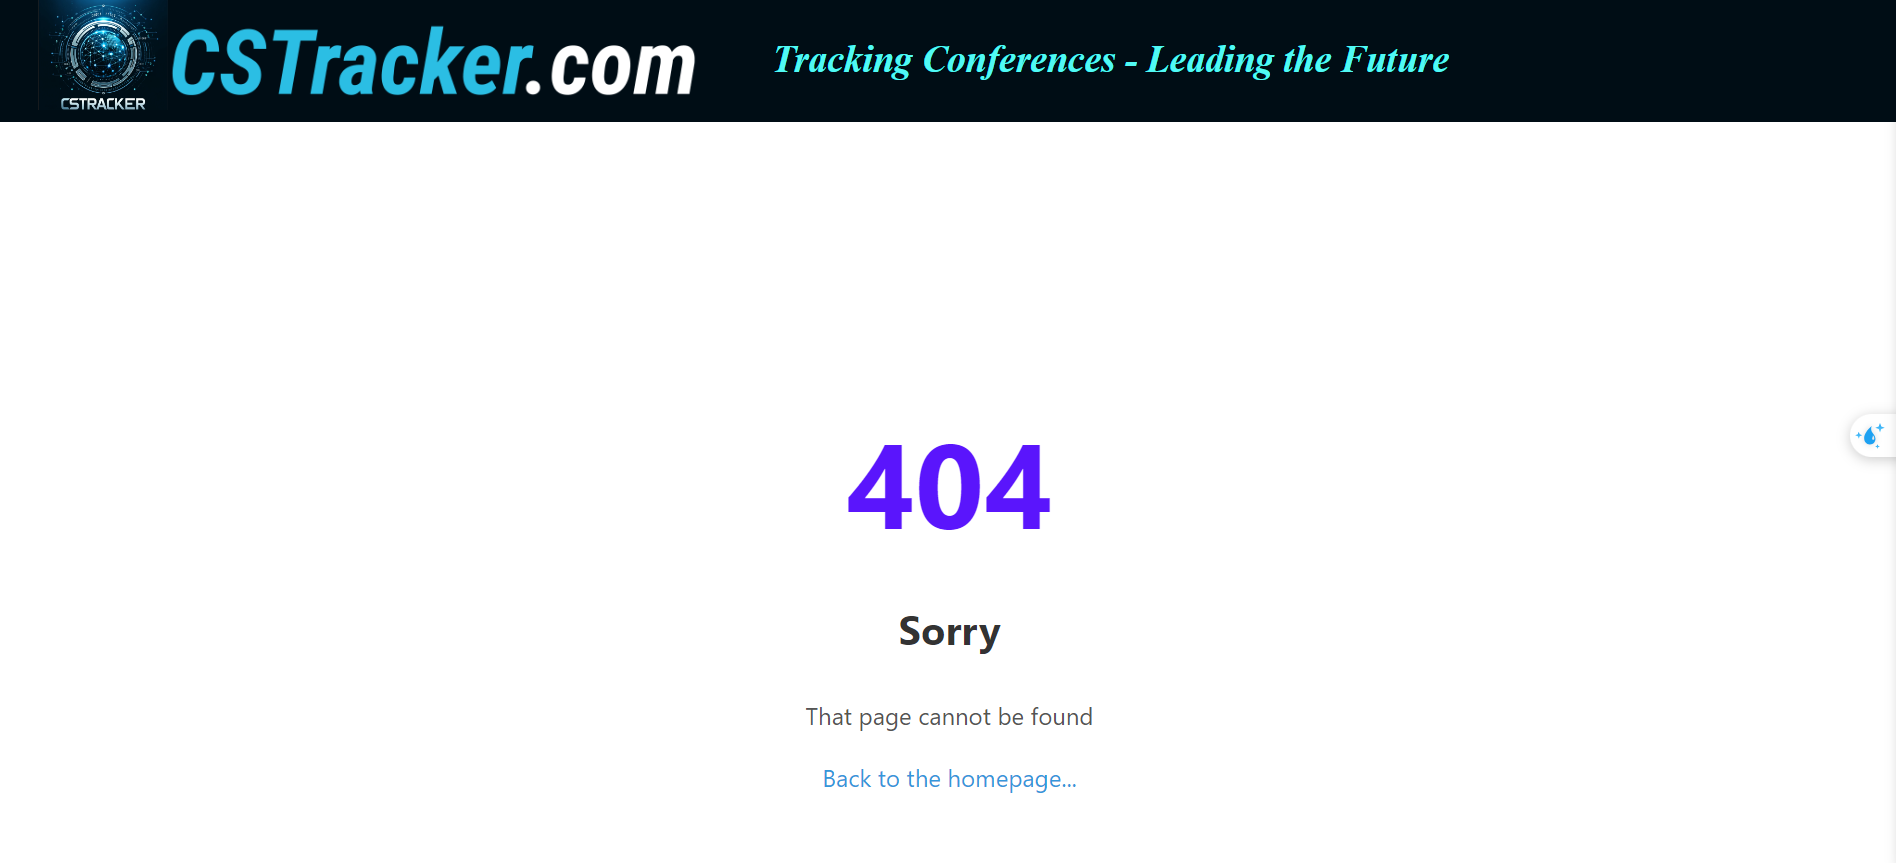 CSTRACKER
CSTracker.com
Tracking Conferences - Leading the Future
404
Sorry
That page cannot be found
Back to the homepage...